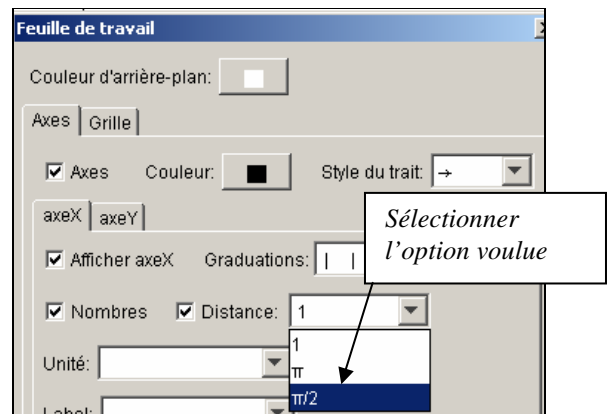 Feuille de travail
Couleur d'arrière-plan:
Axes Grille
Axes Couleur: Style du trait: →
axeX axeY
Sélectionner
l'option voulue
Afficher axeX Graduations: | |
Nombres Distance: 1
1
Unité:
π
π/2
Label: